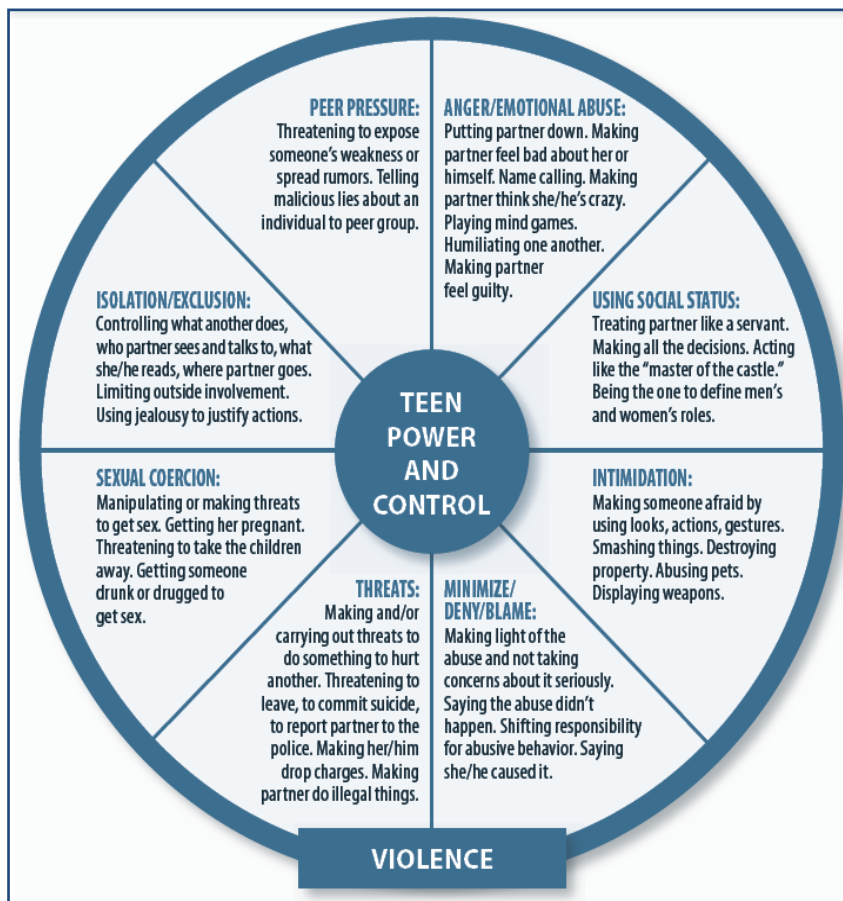 PEER PRESSURE:
Threatening to expose
someone's weakness or
spread rumors. Telling
malicious lies about an
individual to peer group.
ANGER/EMOTIONAL ABUSE:
Putting partner down. Making
partner feel bad about her or
himself. Name calling. Making
partner think she/he's crazy.
Playing mind games.
Humiliating one another.
Making partner
feel guilty.
ISOLATION/EXCLUSION:
Controlling what another does,
who partner sees and talks to, what
she/he reads, where partner goes.
Limiting outside involvement.
Using jealousy to justify actions.
USING SOCIAL STATUS:
Treating partner like a servant.
Making all the decisions. Acting
like the "master of the castle."
Being the one to define men's
and women's roles.
TEEN
POWER
AND
CONTROL
SEXUAL COERCION:
Manipulating or making threats
to get sex. Getting her pregnant.
Threatening to take the children
away. Getting someone
drunk or drugged to
get sex.
INTIMIDATION:
Making someone afraid by
using looks, actions, gestures.
Smashing things. Destroying
property. Abusing pets.
Displaying weapons.
THREATS:
Making and/or
carrying out threats to
do something to hurt
another. Threatening to
leave, to commit suicide,
to report partner to the
police. Making her/him
drop charges. Making
partner do illegal things.
MINIMIZE/
DENY/BLAME:
Making light of the
abuse and not taking
concerns about it seriously.
Saying the abuse didn't
happen. Shifting responsibility
for abusive behavior. Saying
she/he caused it.
VIOLENCE